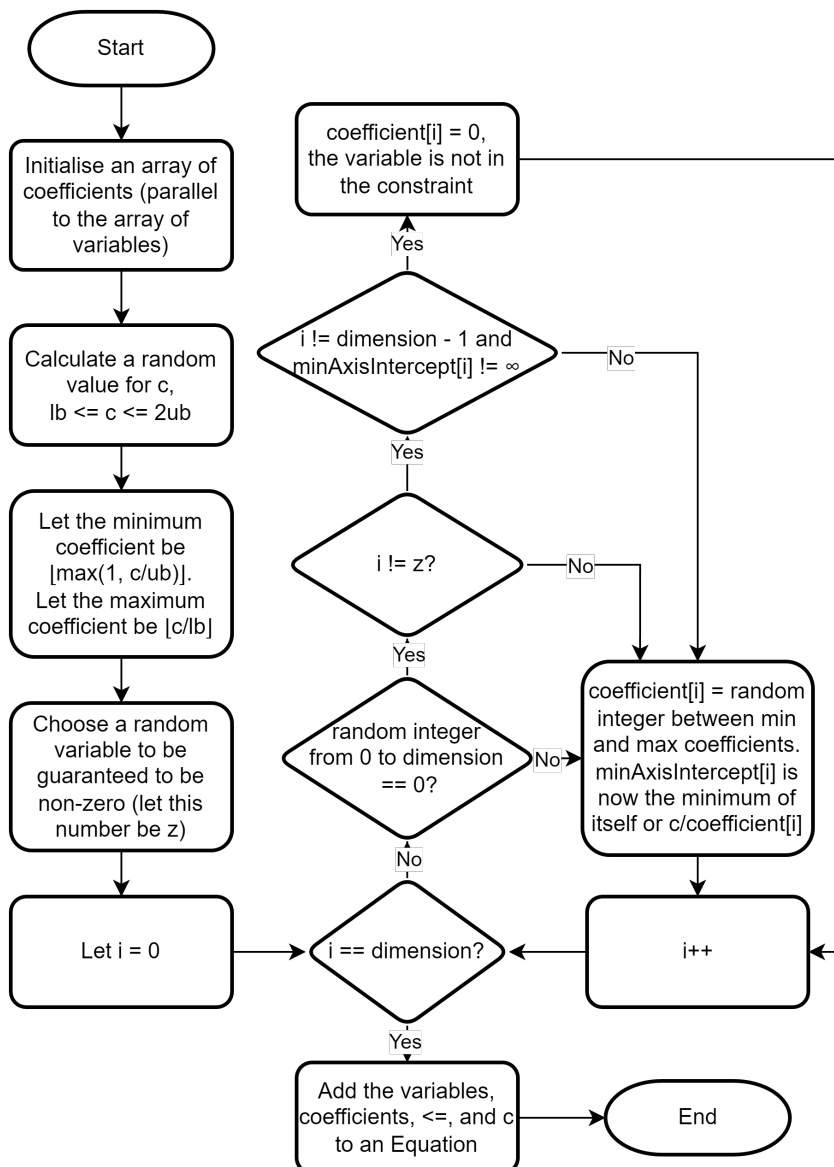 Start
Initialise an array of
coefficients (parallel
to the array of
variables)
Calculate a random
value for c,
lb <= c <= 2ub
Let the minimum
coefficient be
⌊max(1, c/ub)⌋.
Let the maximum
coefficient be ⌊c/lb⌋
Choose a random
variable to be
guaranteed to be
non-zero (let this
number be z)
Let i = 0
i == dimension?
No
random integer
from 0 to dimension
== 0?
Yes
No
i != z?
Yes
No
i != dimension - 1 and
minAxisIntercept[i] != ∞
Yes
No
coefficient[i] = 0,
the variable is not in
the constraint
coefficient[i] = random
integer between min
and max coefficients.
minAxisIntercept[i] is
now the minimum of
itself or c/coefficient[i]
i++
Yes
Add the variables,
coefficients, <=, and c
to an Equation
End